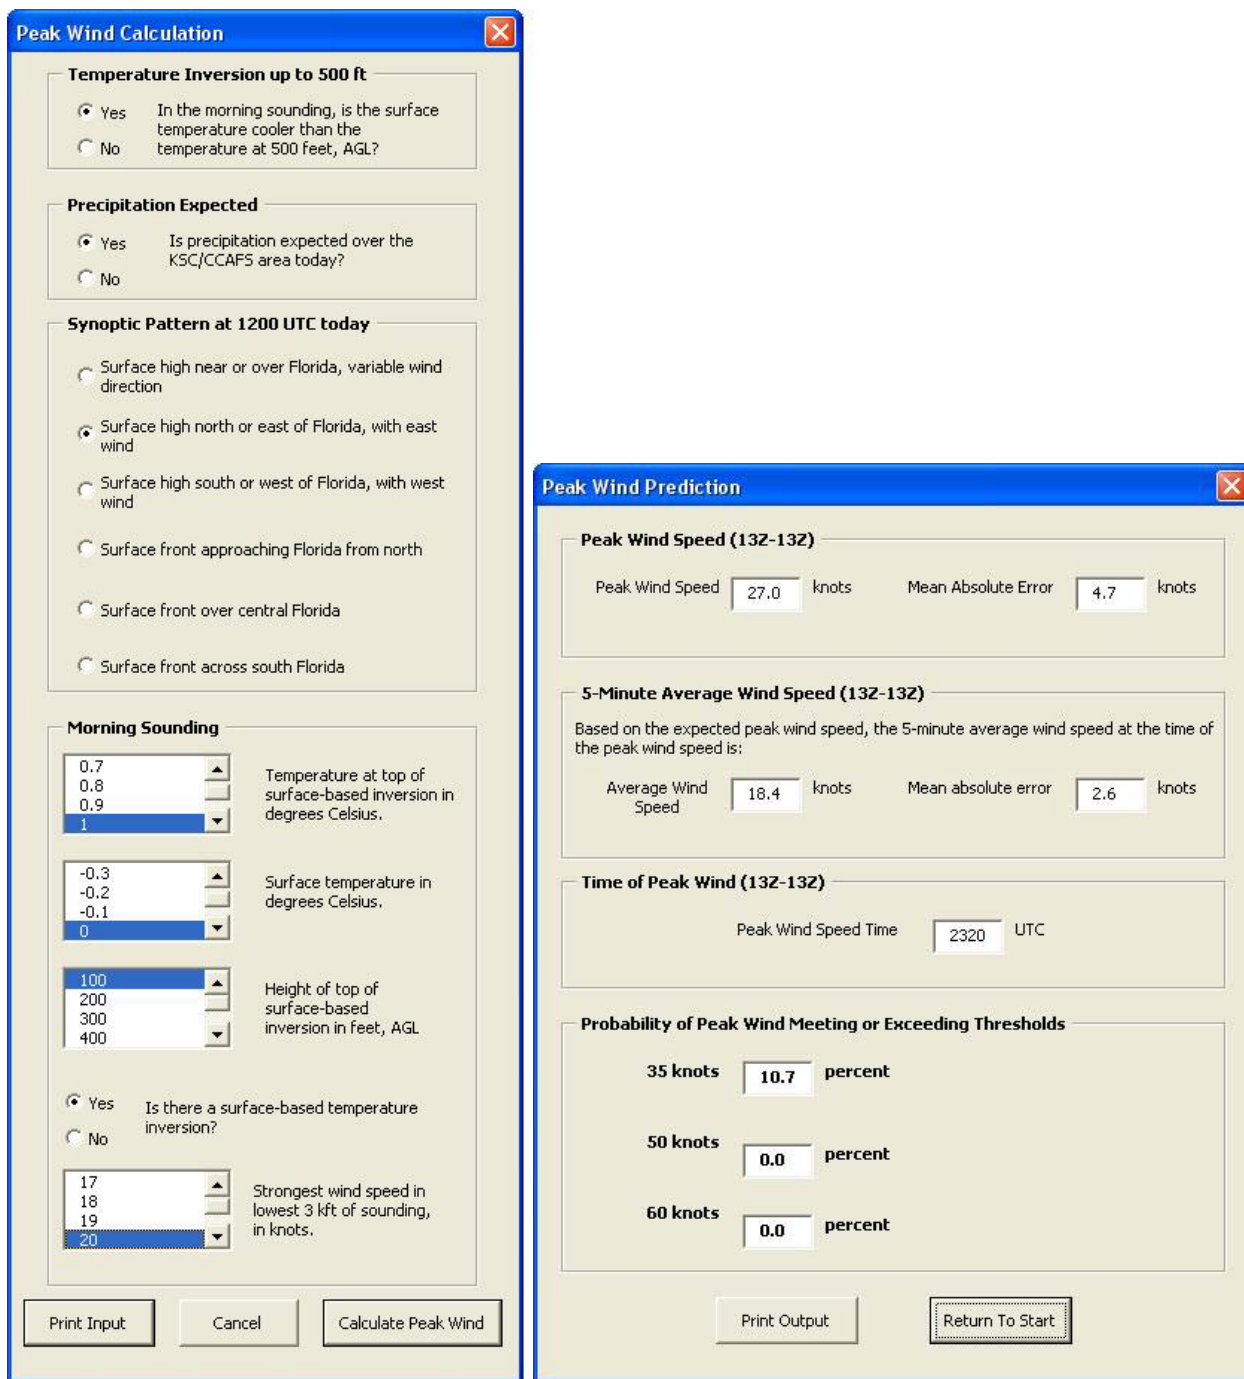 Peak Wind Calculation
Temperature Inversion up to 500 ft
Yes
No
In the morning sounding, is the surface
temperature cooler than the
temperature at 500 feet, AGL?
Precipitation Expected
Yes
No
Is precipitation expected over the
KSC/CCAFS area today?
Synoptic Pattern at 1200 UTC today
Surface high near or over Florida, variable wind
direction
Surface high north or east of Florida, with east
wind
Surface high south or west of Florida, with west
wind
Surface front approaching Florida from north
Surface front over central Florida
Surface front across south Florida
Morning Sounding
0.7
0.8
0.9
1
Temperature at top of
surface-based inversion in
degrees Celsius.
-0.3
-0.2
-0.1
0
Surface temperature in
degrees Celsius.
100
200
300
400
Height of top of
surface-based
inversion in feet, AGL
Yes
No
Is there a surface-based temperature
inversion?
17
18
19
20
Strongest wind speed in
lowest 3 kft of sounding,
in knots.
Print Input
Cancel
Calculate Peak Wind
Peak Wind Prediction
Peak Wind Speed (13Z-13Z)
Peak Wind Speed 27.0 knots Mean Absolute Error 4.7 knots
5-Minute Average Wind Speed (13Z-13Z)
Based on the expected peak wind speed, the 5-minute average wind speed at the time of
the peak wind speed is:
Average Wind
Speed
18.4 knots Mean absolute error 2.6 knots
Time of Peak Wind (13Z-13Z)
Peak Wind Speed Time 2320 UTC
Probability of Peak Wind Meeting or Exceeding Thresholds
35 knots 10.7 percent
50 knots 0.0 percent
60 knots 0.0 percent
Print Output
Return To Start